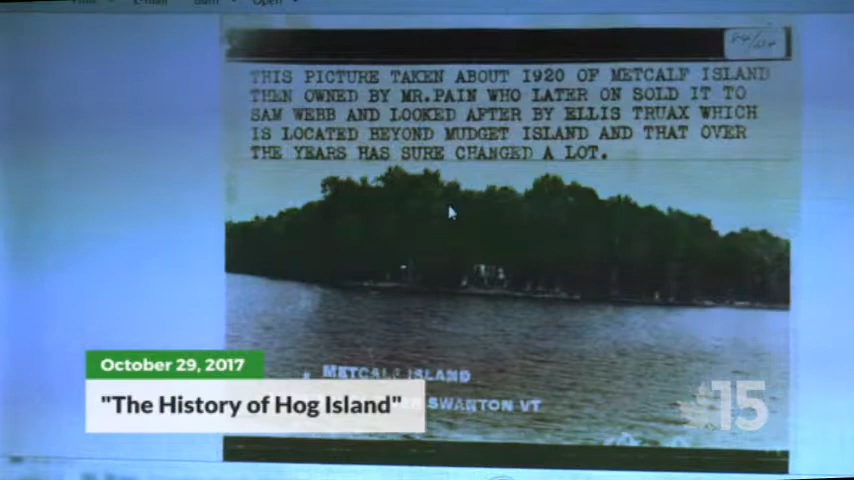 THIS PICTURE TAKEN ABOUT 1920 OF METCALF ISLAND
THEN OWNED BY MR.PAIN WHO LATER ON SOLD IT TO
SAM WEBB AND LOOKED AFTER BY ELLIS TRUAX WHICH
IS LOCATED BEYOND MUDGET ISLAND AND THAT OVER
THE YEARS HAS SURE CHANGED A LOT.
METCALF ISLAND
SWANTON VT
October 29, 2017
"The History of Hog Island"
15